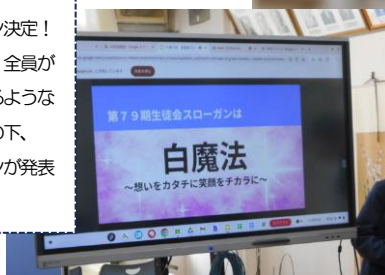 決定！
全員が
るような
の下、
ンが発表
第79期生徒会スローガンは
白魔法
～想いをカタチに笑顔をチカラに～